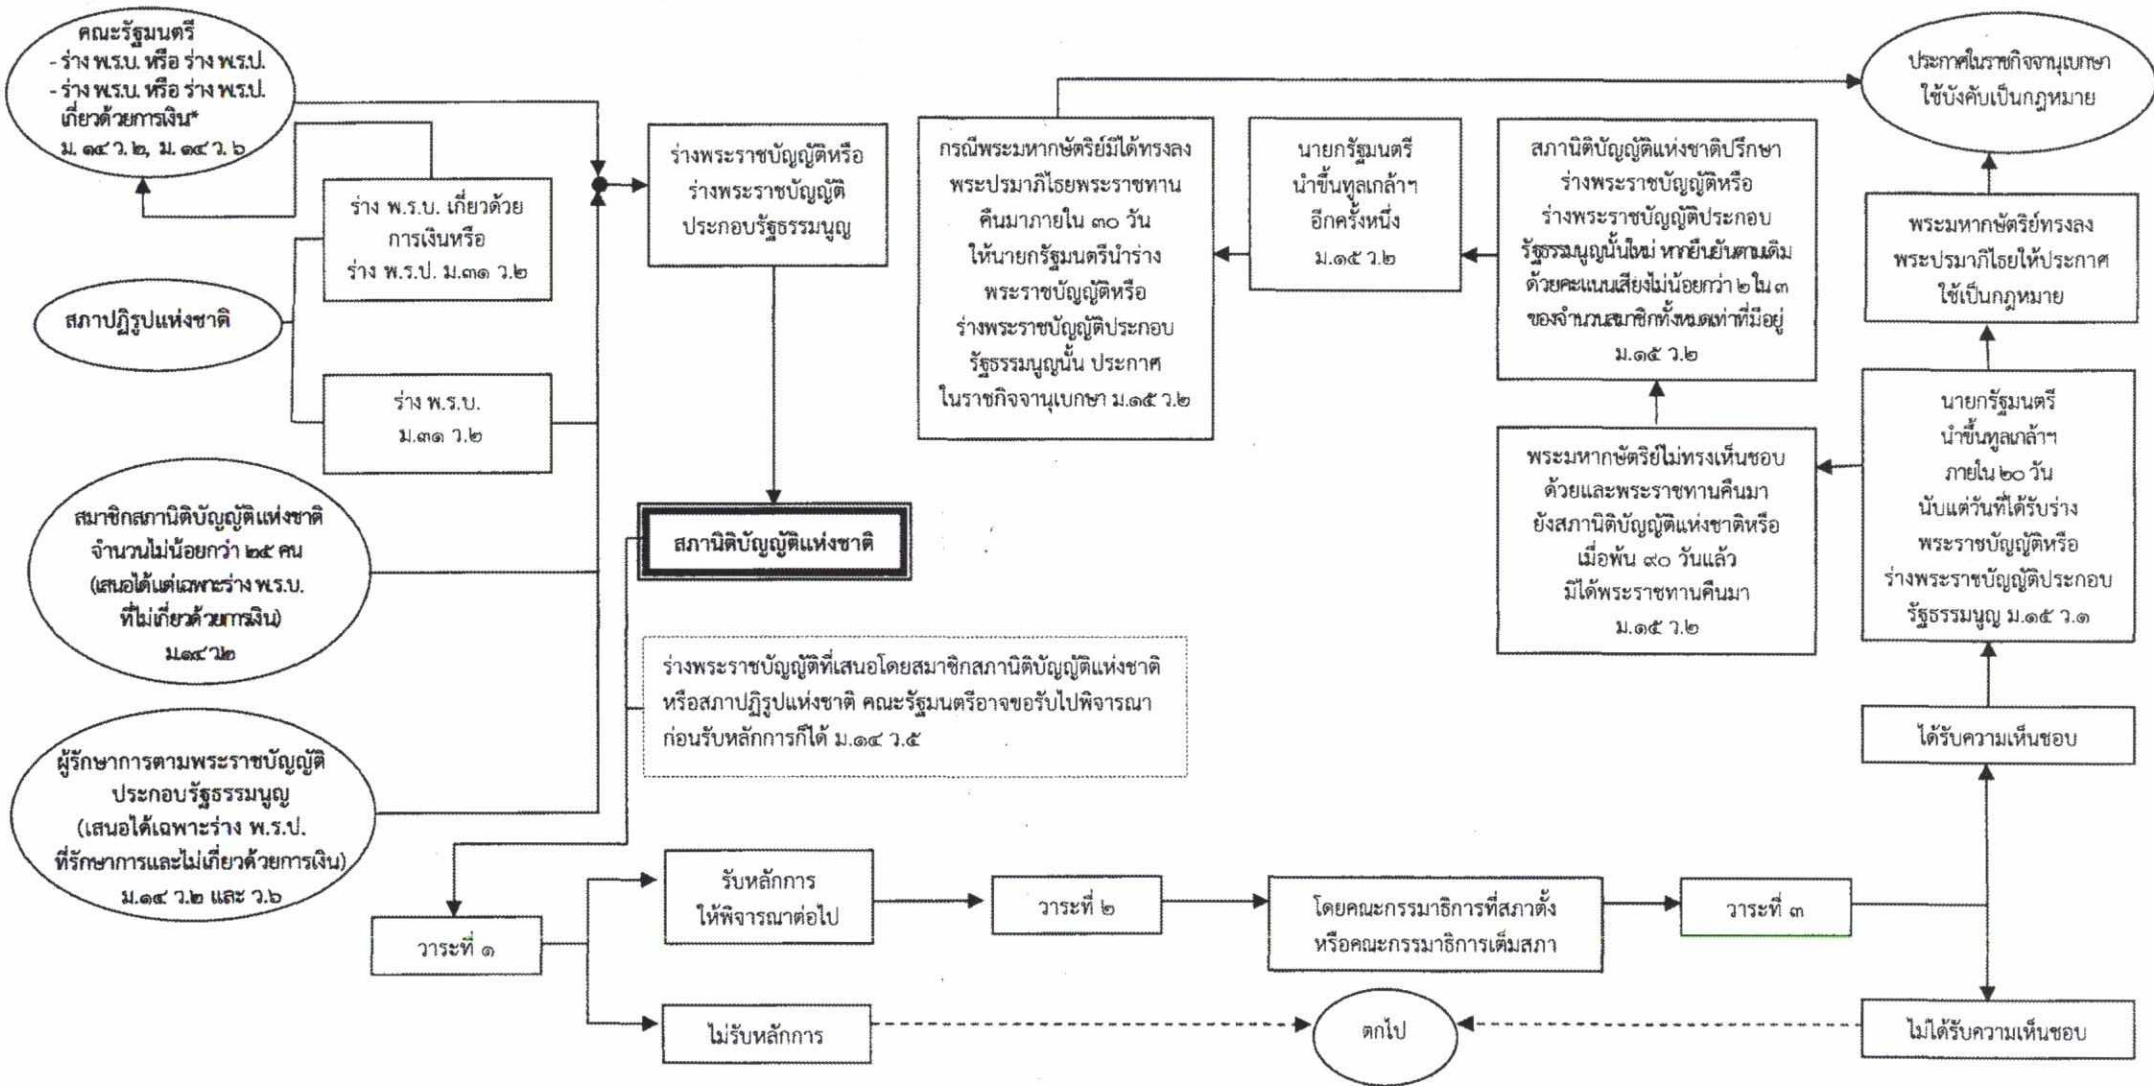 คณะรัฐมนตรี
- ร่าง พ.ร.บ. หรือ ร่าง พ.ร.ป.
- ร่าง พ.ร.บ. หรือ ร่าง พ.ร.ป.
เกี่ยวด้วยการเงิน*
ม. ๑๔ ว. ๒, ม. ๑๔ ว. ๖
ร่าง พ.ร.บ. เกี่ยวด้วย
การเงินหรือ
ร่าง พ.ร.ป. ม.๓๑ ว.๒
สภาปฏิรูปแห่งชาติ
ร่าง พ.ร.บ.
ม.๓๑ ว.๒
สมาชิกสภานิติบัญญัติแห่งชาติ
จำนวนไม่น้อยกว่า ๒๕ คน
(เสนอได้แต่เฉพาะร่าง พ.ร.บ.
ที่ไม่เกี่ยวด้วยการเงิน)
ม.๑๔ ว.๒
ผู้รักษาการตามพระราชบัญญัติ
ประกอบรัฐธรรมนูญ
(เสนอได้เฉพาะร่าง พ.ร.ป.
ที่รักษาการและไม่เกี่ยวด้วยการเงิน)
ม.๑๔ ว.๒ และ ว.๖
ร่างพระราชบัญญัติหรือ
ร่างพระราชบัญญัติ
ประกอบรัฐธรรมนูญ
สภานิติบัญญัติแห่งชาติ
ร่างพระราชบัญญัติที่เสนอโดยสมาชิกสภานิติบัญญัติแห่งชาติ
หรือสภาปฏิรูปแห่งชาติ คณะรัฐมนตรีอาจขอรับไปพิจารณา
ก่อนรับหลักการก็ได้ ม.๑๔ ว.๕
วาระที่ ๑
รับหลักการ
ให้พิจารณาต่อไป
ไม่รับหลักการ
วาระที่ ๒
โดยคณะกรรมาธิการที่สภาตั้ง
หรือคณะกรรมาธิการเต็มสภา
วาระที่ ๓
ตกไป
ไม่ได้รับความเห็นชอบ
ได้รับความเห็นชอบ
นายกรัฐมนตรี
นำขึ้นทูลเกล้าฯ
ภายใน ๒๐ วัน
นับแต่วันที่ได้รับร่าง
พระราชบัญญัติหรือ
ร่างพระราชบัญญัติประกอบ
รัฐธรรมนูญ ม.๑๕ ว.๑
พระมหากษัตริย์ทรงลง
พระปรมาภิไธยให้ประกาศ
ใช้เป็นกฎหมาย
ประกาศในราชกิจจานุเบกษา
ใช้บังคับเป็นกฎหมาย
พระมหากษัตริย์ไม่ทรงเห็นชอบ
ด้วยและพระราชทานคืนมา
ยังสภานิติบัญญัติแห่งชาติหรือ
เมื่อพ้น ๙๐ วันแล้ว
มิได้พระราชทานคืนมา
ม.๑๕ ว.๒
สภานิติบัญญัติแห่งชาติปรึกษา
ร่างพระราชบัญญัติหรือ
ร่างพระราชบัญญัติประกอบ
รัฐธรรมนูญนั้นใหม่ หากยืนยันตามเดิม
ด้วยคะแนนเสียงไม่น้อยกว่า ๒ ใน ๓
ของจำนวนสมาชิกทั้งหมดเท่าที่มีอยู่
ม.๑๕ ว.๒
นายกรัฐมนตรี
นำขึ้นทูลเกล้าฯ
อีกครั้งหนึ่ง
ม.๑๕ ว.๒
กรณีพระมหากษัตริย์มิได้ทรงลง
พระปรมาภิไธยพระราชทาน
คืนมาภายใน ๓๐ วัน
ให้นายกรัฐมนตรีนำร่าง
พระราชบัญญัติหรือ
ร่างพระราชบัญญัติประกอบ
รัฐธรรมนูญนั้น ประกาศ
ในราชกิจจานุเบกษา ม.๑๕ ว.๒